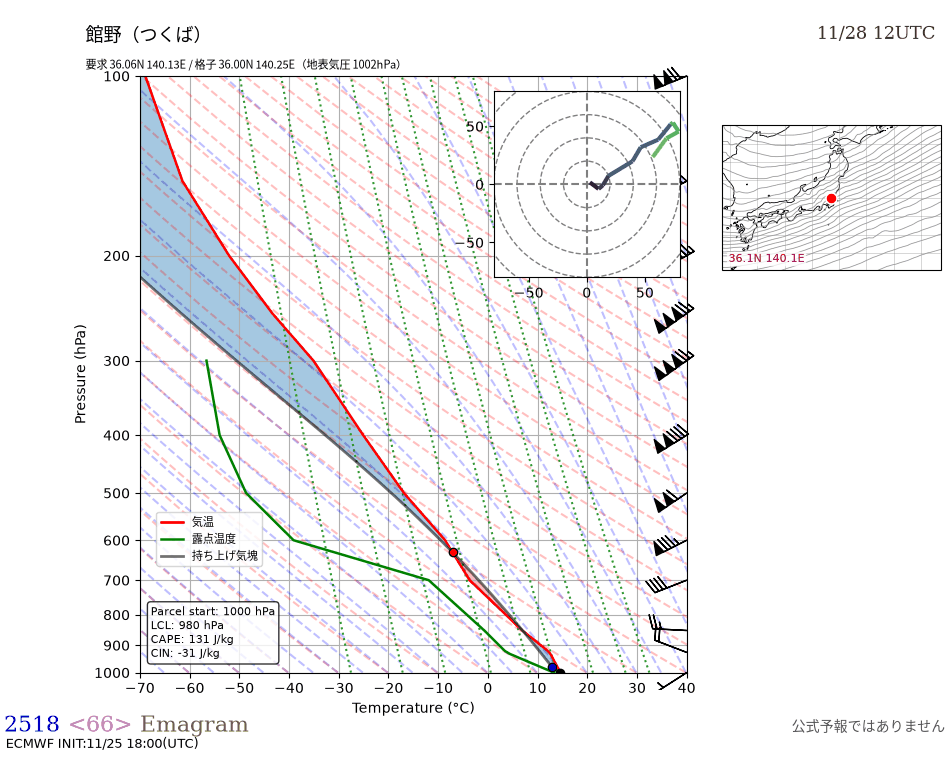 館野（つくば）
11/28 12UTC
要求 36.06N 140.13E / 格子 36.00N 140.25E（地表気圧 1002hPa）
100
200
300
400
500
600
700
800
900
1000
Pressure (hPa)
−70 −60 −50 −40 −30 −20 −10 0 10 20 30 40
Temperature (°C)
50
0
−50
−50 0 50
気温
露点温度
持ち上げ気塊
Parcel start: 1000 hPa
LCL: 980 hPa
CAPE: 131 J/kg
CIN: -31 J/kg
36.1N 140.1E
2518 <66> Emagram
公式予報ではありません
ECMWF INIT:11/25 18:00(UTC)